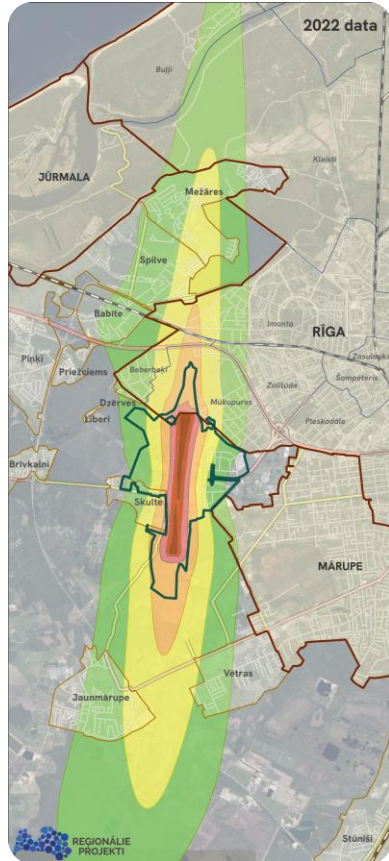 2022 data
Buļļi
Kleisti
JŪRMALA
Mežāres
Spilve
Babīte
Imanta
RĪGA
Piņķi
Priežciems
Beberbeķi
Zolitūde
Šampēteris
Dzērves
Mūkupurvs
Līberi
Pleskodāle
Brīvkalni
Skulte
MĀRUPE
Vētras
Jaunmārupe
REGIONĀLIE
PROJEKTI
Stūnīši